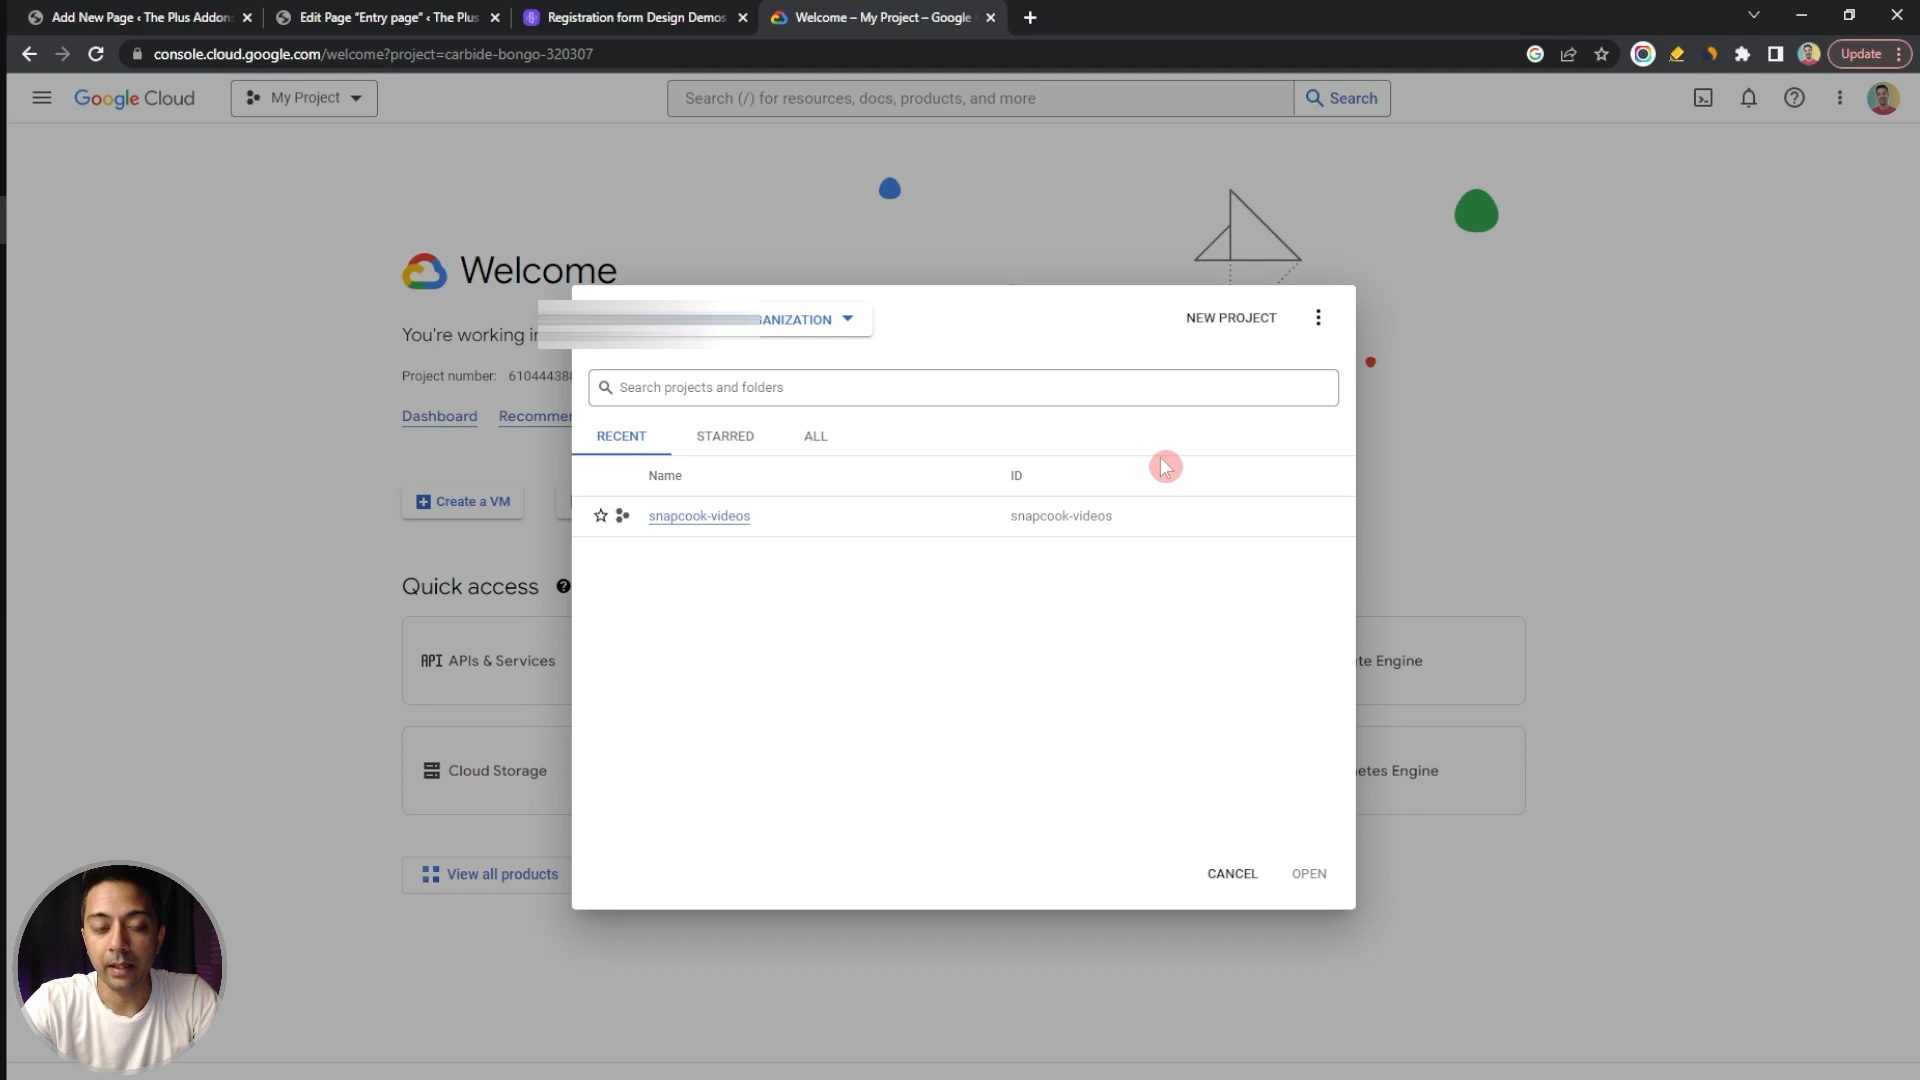 Add New Page ‹ The Plus Addon
Edit Page "Entry page" ‹ The Plus
Registration form Design Demos
Welcome – My Project – Google
console.cloud.google.com/welcome?project=carbide-bongo-320307
Update
Google Cloud
My Project
Search (/) for resources, docs, products, and more
Search
Welcome
You're working in
ANIZATION
NEW PROJECT
Project number: 61044438
Search projects and folders
Dashboard
Recommen
RECENT
STARRED
ALL
Name
ID
Create a VM
snapcook-videos
snapcook-videos
Quick access
API APIs & Services
te Engine
Cloud Storage
etes Engine
View all products
CANCEL
OPEN